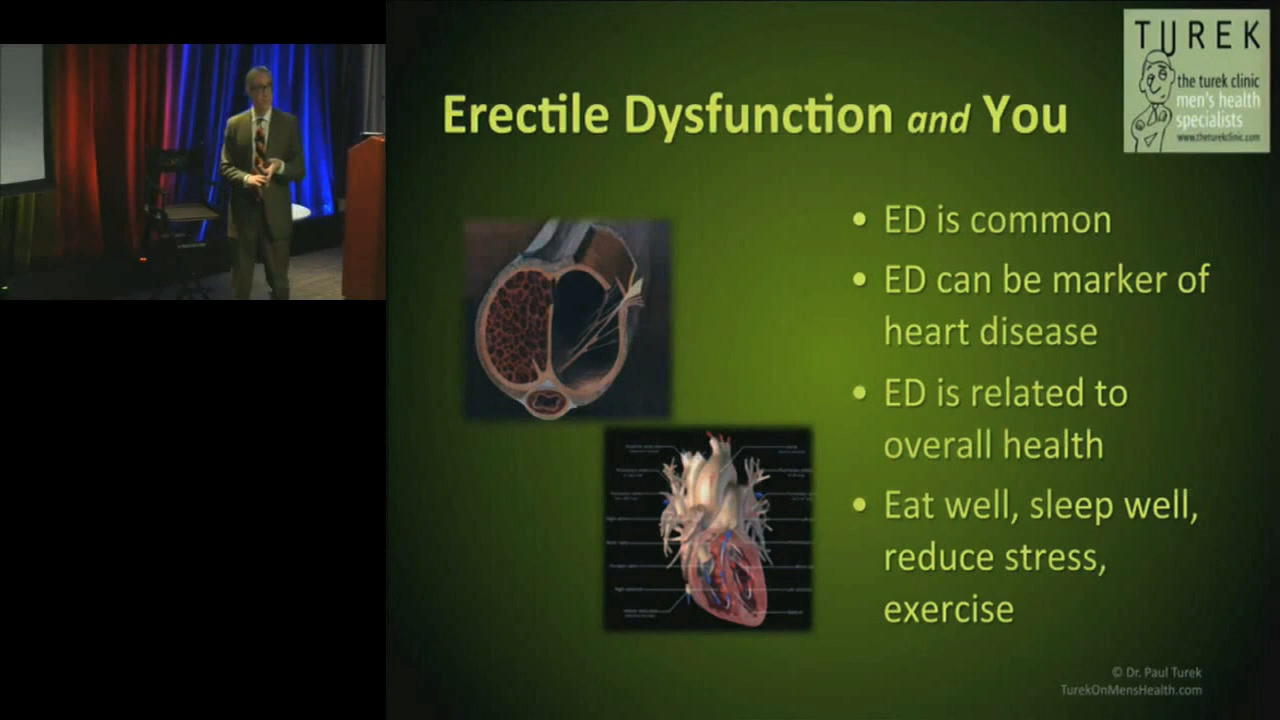 TUREK
the turek clinic
men's health
specialists
www.theturekclinic.com
Erectile Dysfunction and You
• ED is common
• ED can be marker of
heart disease
• ED is related to
overall health
• Eat well, sleep well,
reduce stress,
exercise
© Dr. Paul Turek
TurekOnMensHealth.com